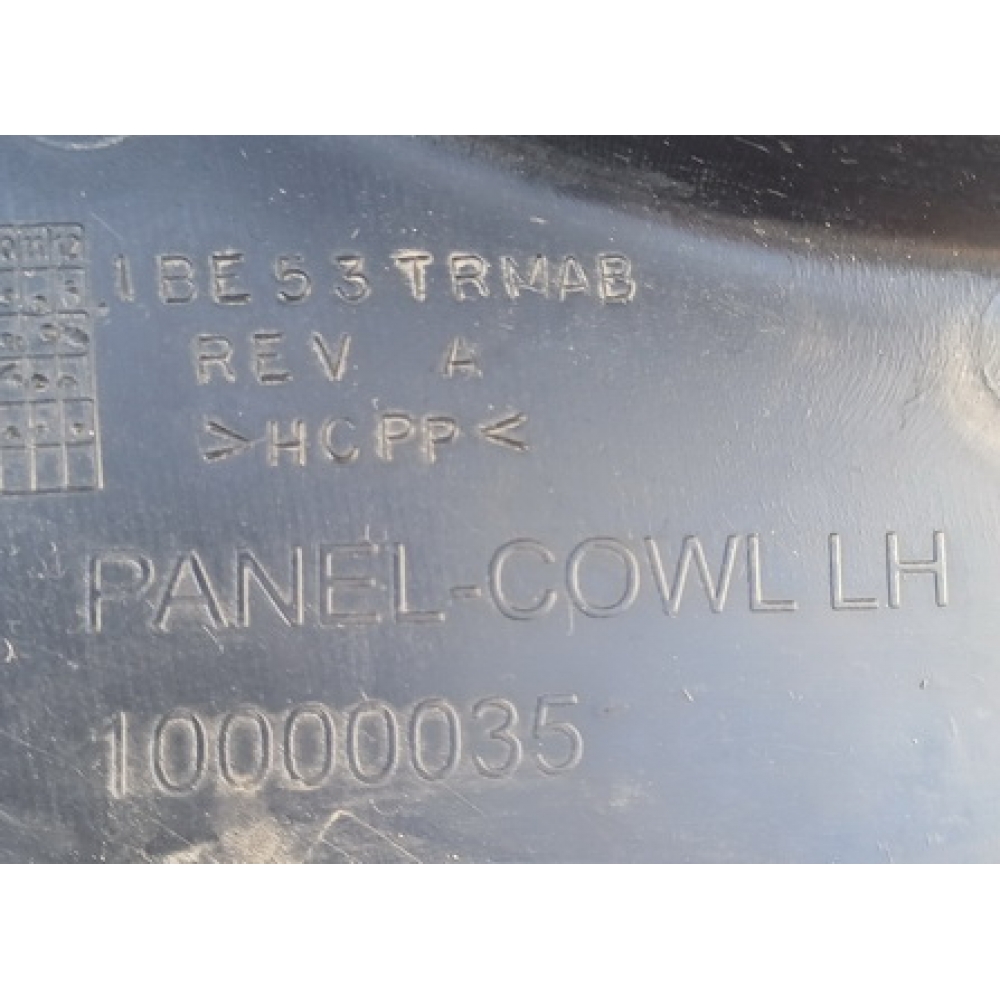 1BE53TRMAB
REV A
>HCPP<
PANEL-COWL LH
10000035